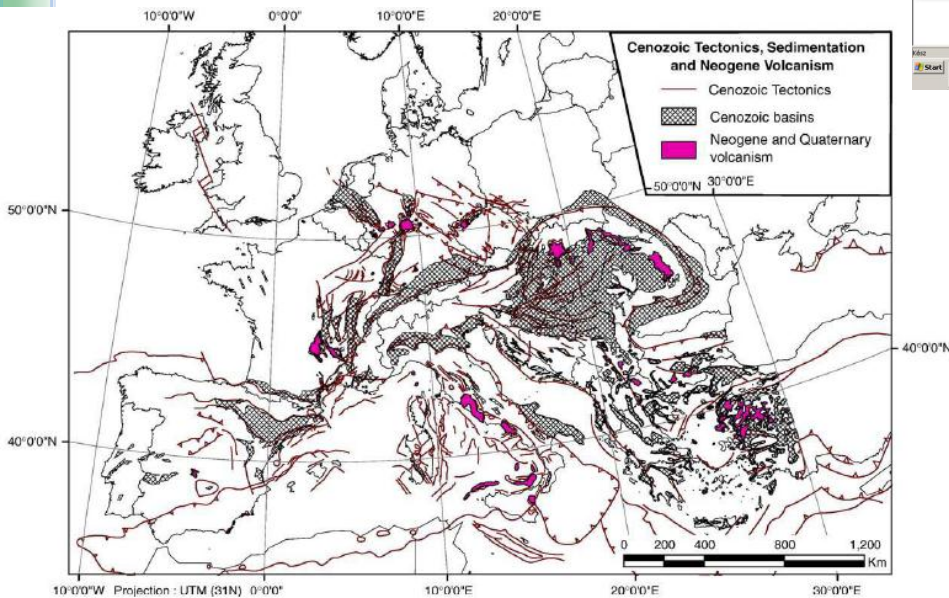 10°0'0"W 0°0'0" 10°0'0"E 20°0'0"E
Cenozoic Tectonics, Sedimentation
and Neogene Volcanism
Cenozoic Tectonics
Cenozoic basins
Neogene and Quaternary
volcanism
50°0'0"N 30°0'0"E
50°0'0"N
40°0'0"N
40°0'0"N
0 200 400 800 1,200
Km
10°0'0"W Projection : UTM (31N) 0°0'0" 10°0'0"E 20°0'0"E 30°0'0"E
Kész
Start